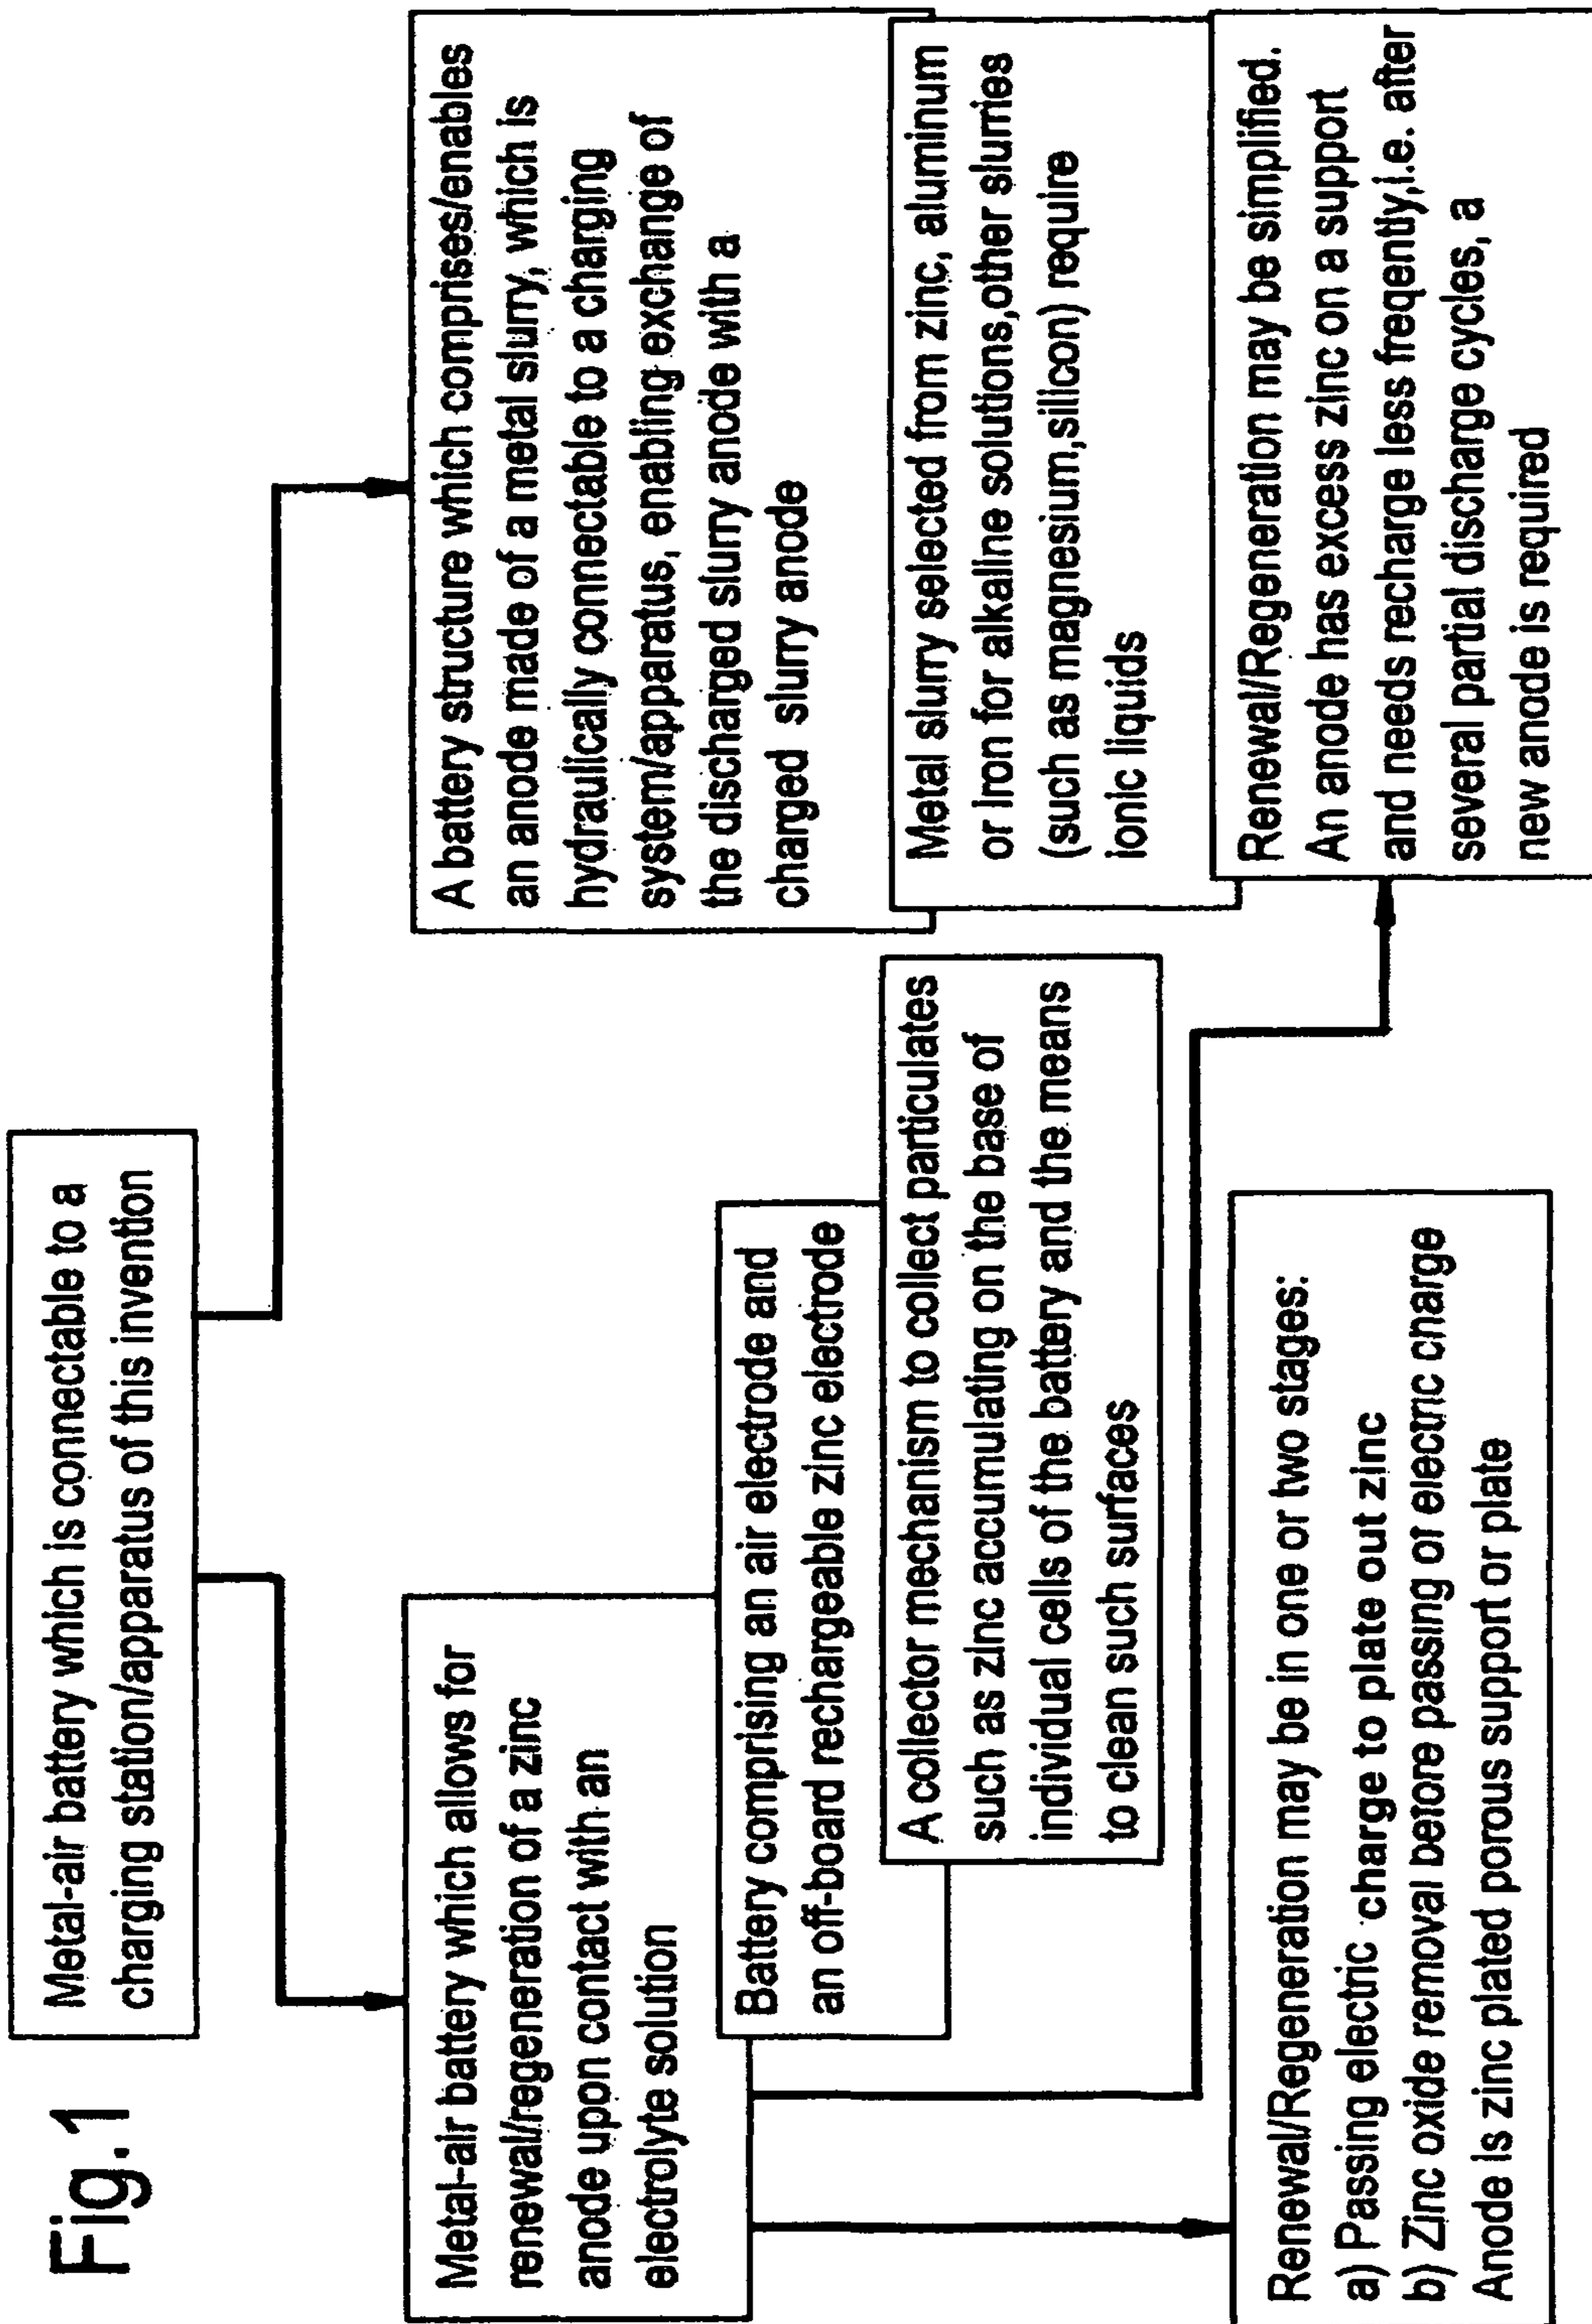 Fig.1
Metal-air battery which is connectable to a
charging station/apparatus of this invention
Metal-air battery which allows for
renewal/regeneration of a zinc
anode upon contact with an
electrolyte solution
Battery comprising an air electrode and
an off-board rechargeable zinc electrode
A collector mechanism to collect particulates
such as zinc accumulating on the base of
individual cells of the battery and the means
to clean such surfaces
Renewal/Regeneration may be in one or two stages:
a) Passing electric charge to plate out zinc
b) Zinc oxide removal before passing of electric charge
Anode is zinc plated porous support or plate
A battery structure which comprises/enables
an anode made of a metal slurry, which is
hydraulically connectable to a charging
system/apparatus, enabling exchange of
the discharged slurry anode with a
charged slurry anode
Metal slurry selected from zinc, aluminum
or iron for alkaline solutions,other slurries
(such as magnesium,silicon) require
ionic liquids
Renewal/Regeneration may be simplified.
An anode has excess zinc on a support
and needs recharge less freqently,i.e. after
several partial discharge cycles, a
new anode is required